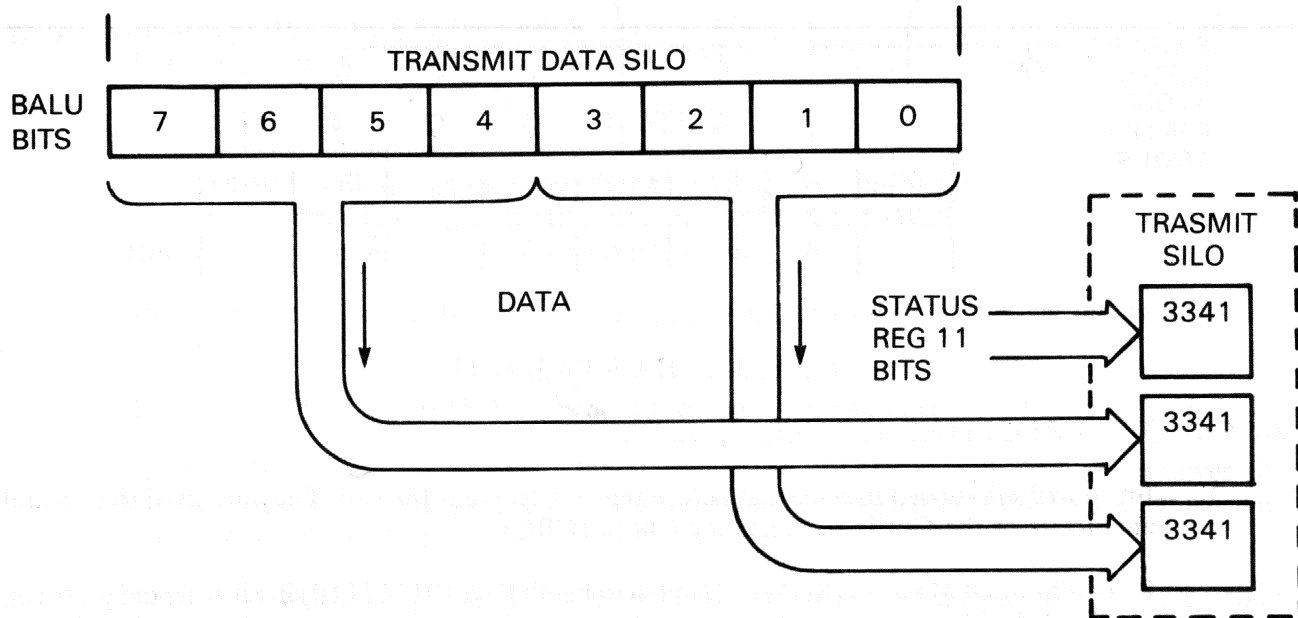 TRANSMIT DATA SILO
BALU
BITS
7 6 5 4 3 2 1 0
TRASMIT
SILO
DATA
STATUS
REG 11
BITS
3341
3341
3341